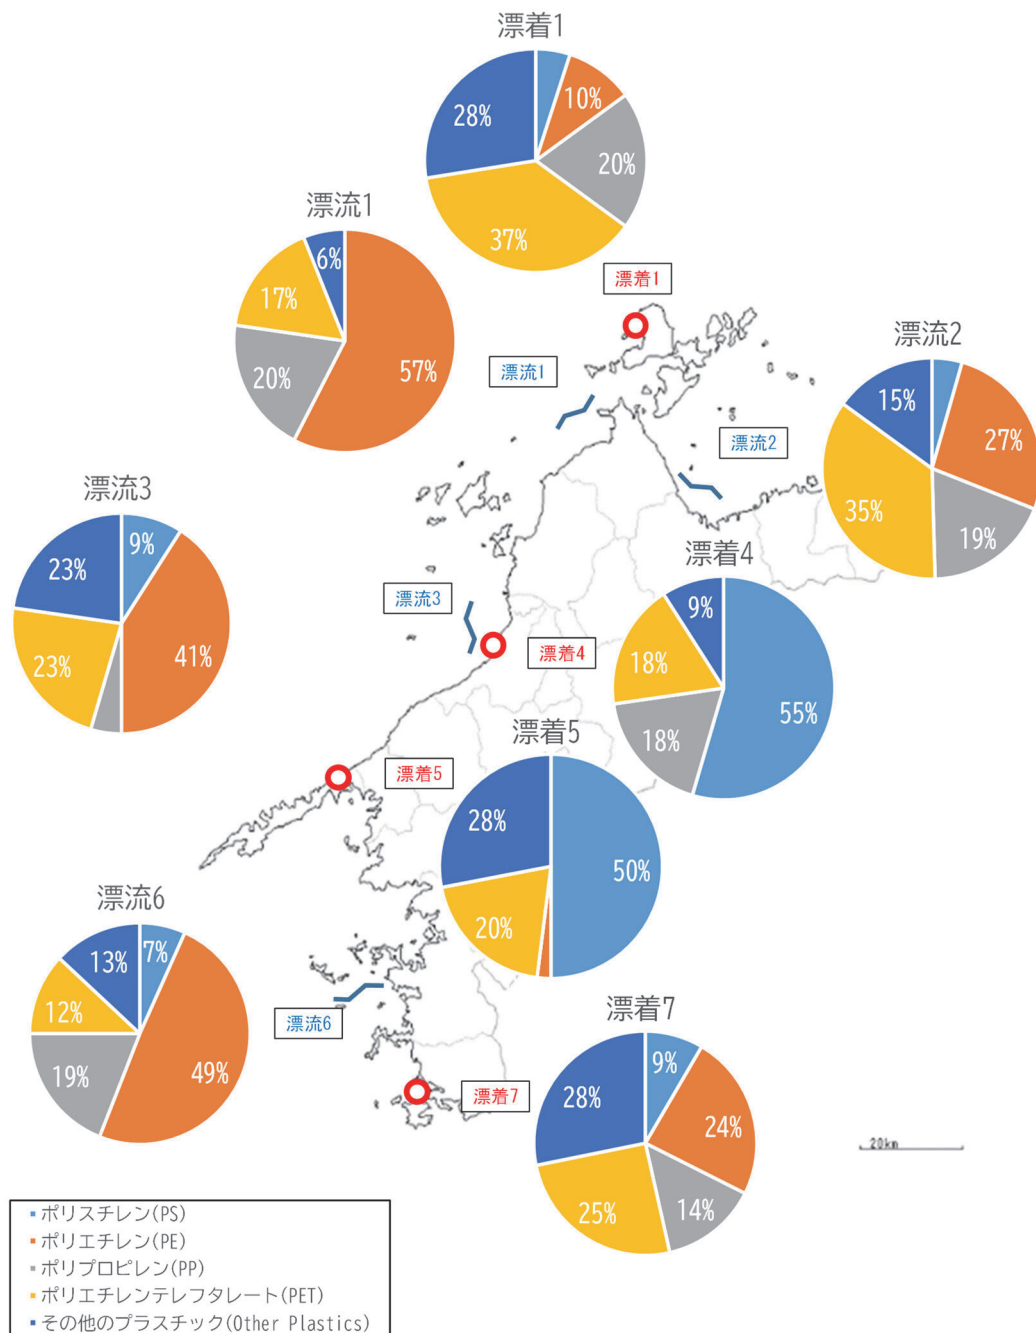 漂着1
28%
10%
20%
37%
漂流1
6%
17%
20%
57%
漂着1
漂流1
漂流2
漂流2
15%
27%
35%
19%
漂流3
9%
23%
41%
23%
漂流3
漂着4
漂着4
9%
18%
18%
55%
漂着5
漂着5
28%
50%
20%
漂流6
7%
13%
12%
19%
49%
漂流6
漂着7
漂着7
9%
28%
24%
25%
14%
20km
ポリスチレン(PS)
ポリエチレン(PE)
ポリプロピレン(PP)
ポリエチレンテレフタレート(PET)
その他のプラスチック(Other Plastics)